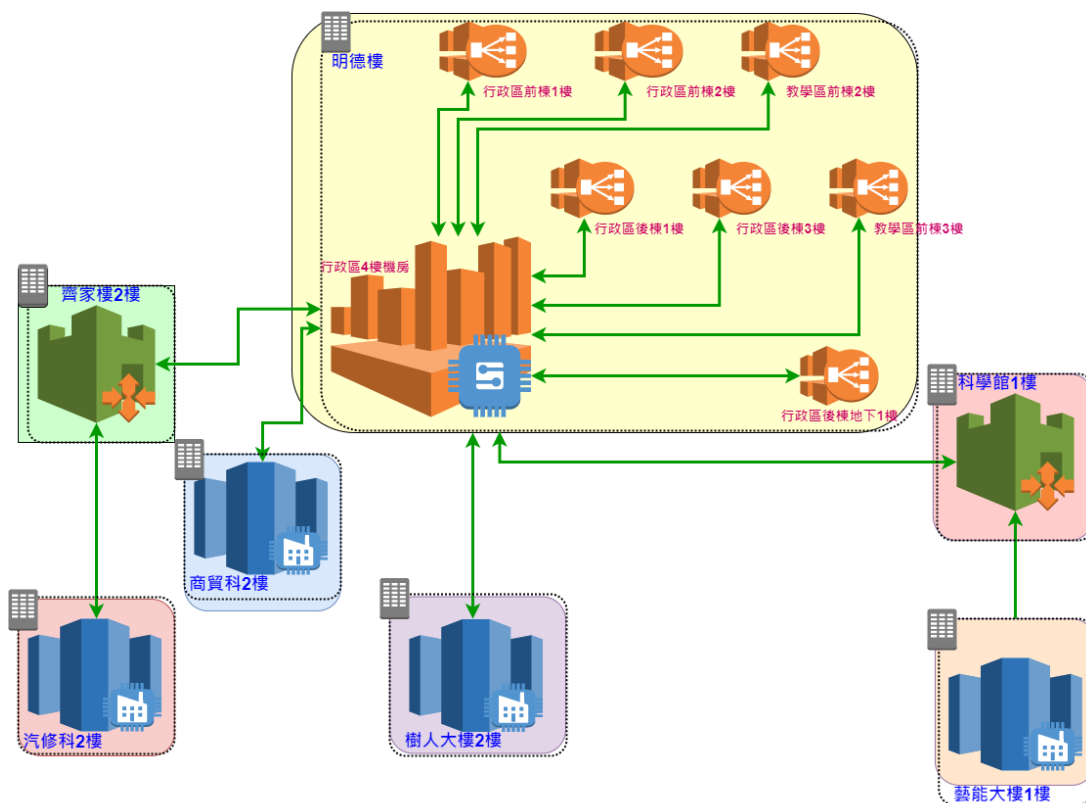 明德樓
行政區前棟1樓
行政區前棟2樓
教學區前棟2樓
行政區後棟1樓
行政區後棟3樓
教學區前棟3樓
行政區4樓機房
齊家樓2樓
科學館1樓
行政區後棟地下1樓
商貿科2樓
汽修科2樓
樹人大樓2樓
藝能大樓1樓